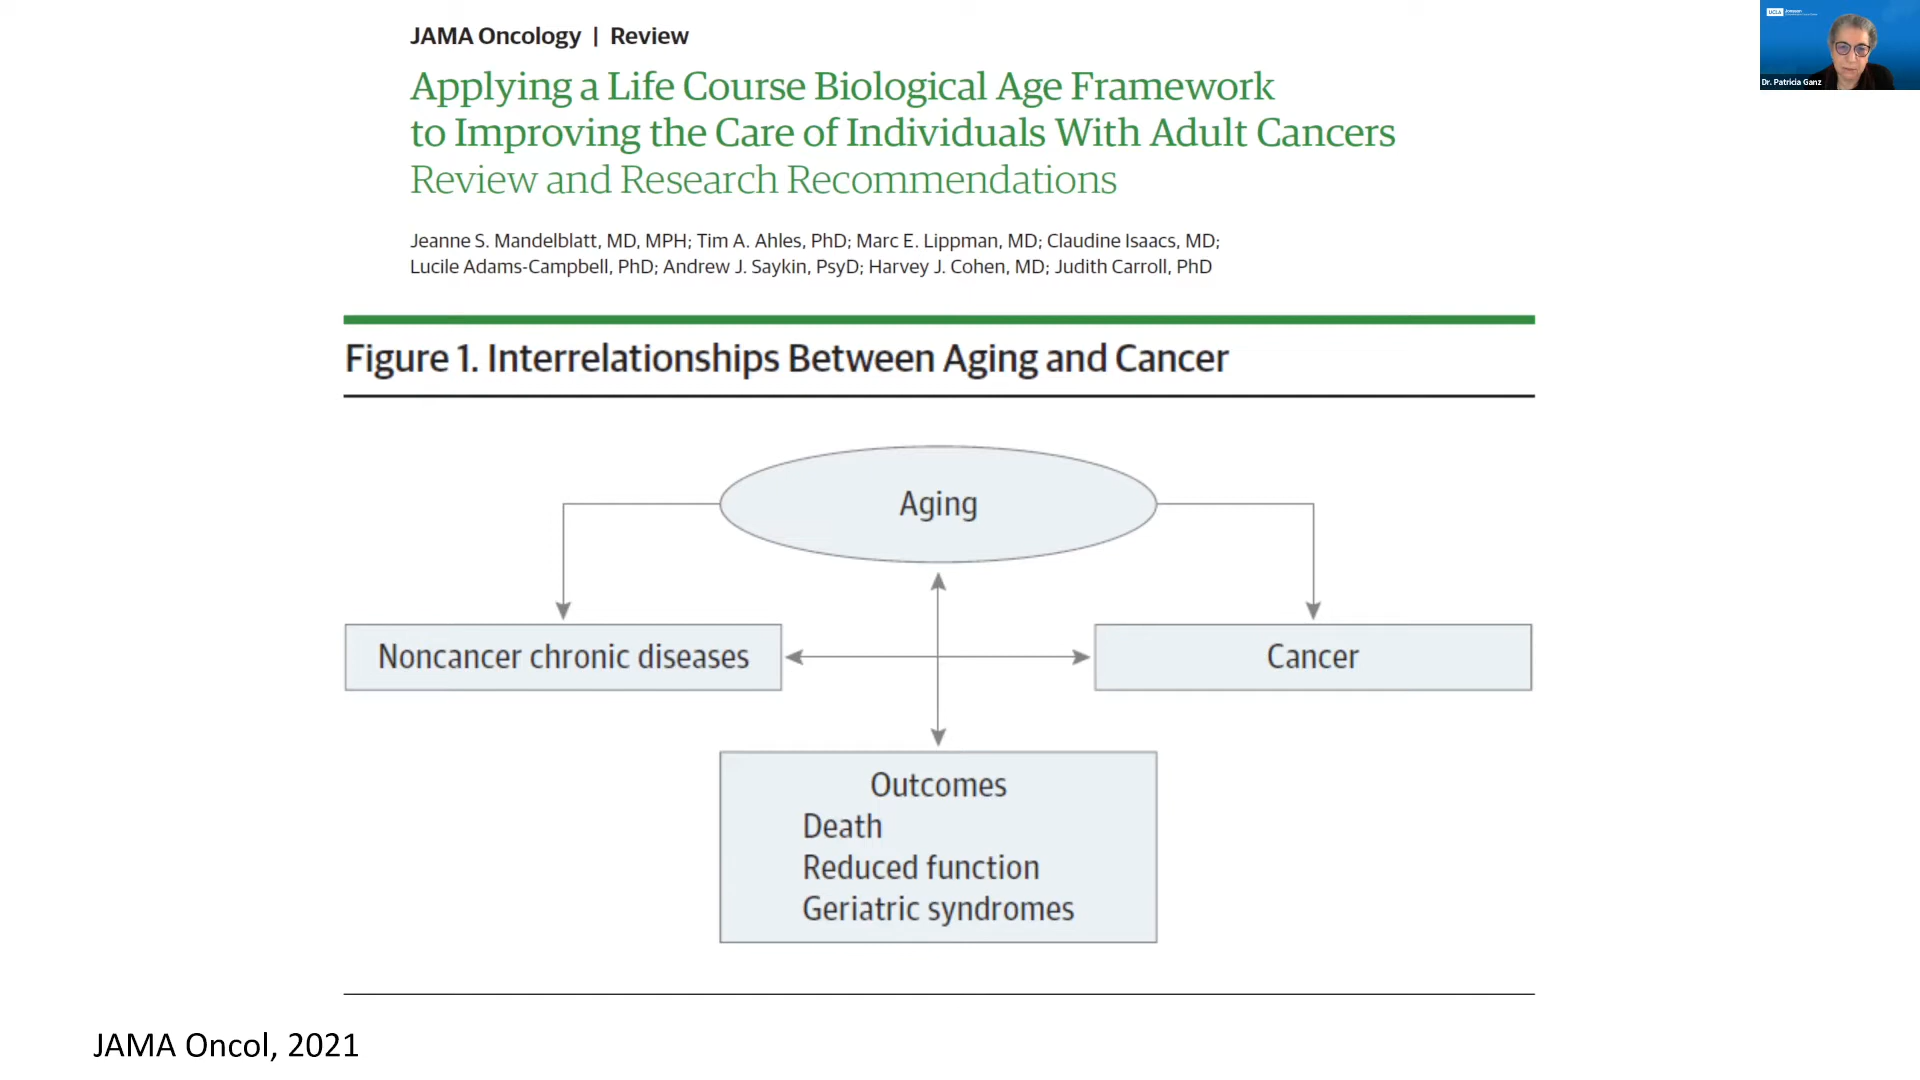 JAMA Oncology | Review
Applying a Life Course Biological Age Framework
to Improving the Care of Individuals With Adult Cancers
Review and Research Recommendations
Jeanne S. Mandelblatt, MD, MPH; Tim A. Ahles, PhD; Marc E. Lippman, MD; Claudine Isaacs, MD;
Lucile Adams-Campbell, PhD; Andrew J. Saykin, PsyD; Harvey J. Cohen, MD; Judith Carroll, PhD
UCLA Jonsson
Dr. Patricia Ganz
Figure 1. Interrelationships Between Aging and Cancer
Aging
Noncancer chronic diseases
Cancer
Outcomes
Death
Reduced function
Geriatric syndromes
JAMA Oncol, 2021